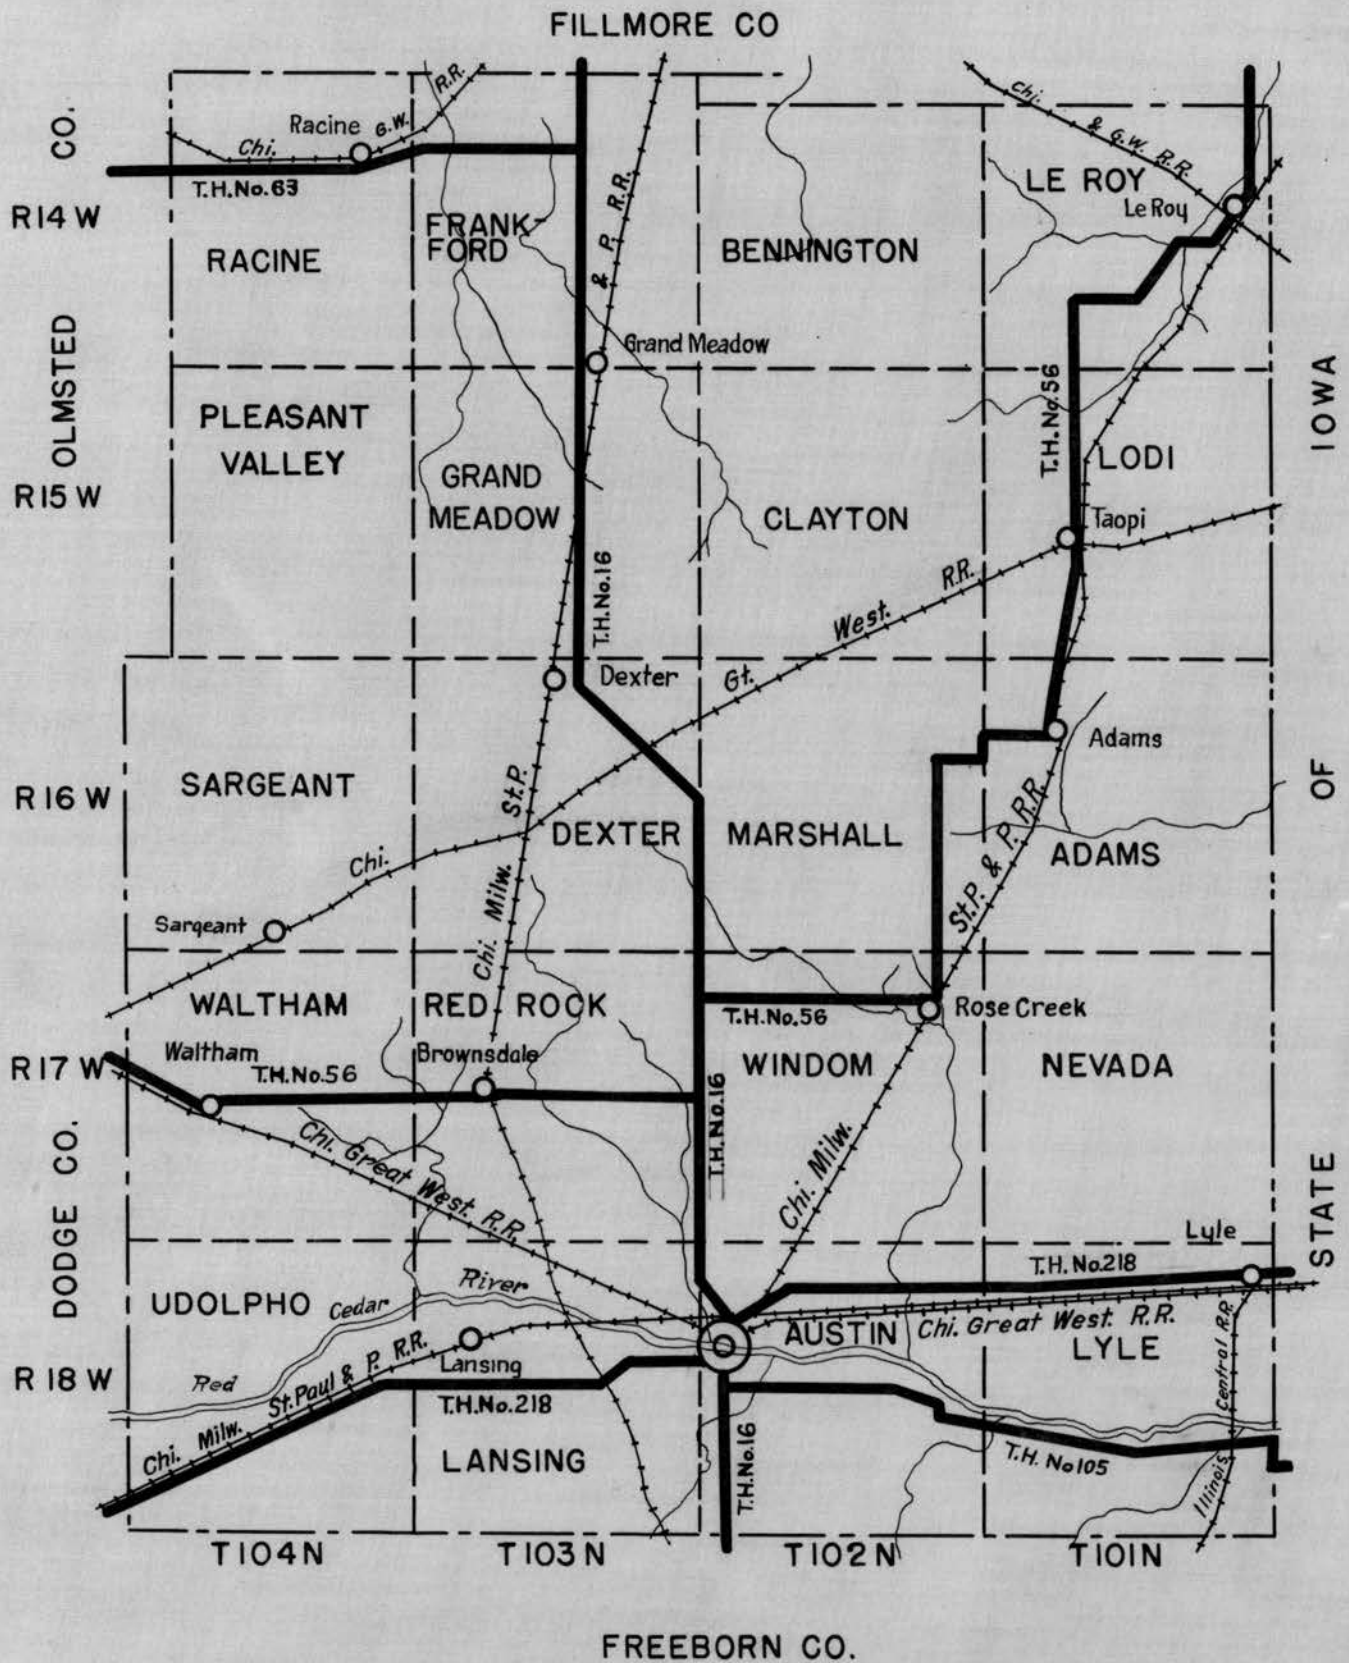 FILLMORE CO
CO.
OLMSTED
DODGE CO.
R14W
R15W
R16W
R17W
R18W
IOWA
OF
STATE
Racine
Chi.
G.W.
R.R.
T.H.No.63
RACINE
FRANK-
FORD
& P. R.R.
BENNINGTON
Chi.
& G.W. R.R.
LE ROY
Le Roy
Grand Meadow
PLEASANT
VALLEY
GRAND
MEADOW
CLAYTON
T.H.No.56
LODI
Taopi
T.H.No.16
R.R.
West.
Gt.
Dexter
Adams
SARGEANT
St.P.
DEXTER
MARSHALL
ADAMS
St.P. & P. R.R.
Chi.
Chi. Milw.
Sargeant
WALTHAM
RED ROCK
T.H.No.56
Rose Creek
Waltham
T.H.No.56
Brownsdale
WINDOM
NEVADA
T.H.No.16
Chi. Great West. R.R.
Chi. Milw.
Lyle
T.H. No.218
UDOLPHO
Red
Cedar
River
AUSTIN
Chi. Great West. R.R.
LYLE
Chi. Milw.
St.Paul & P. R.R.
Lansing
T.H.No.218
LANSING
T.H.No.16
T.H. No105
Illinois
Central R.R.
T104N
T103N
T102N
T101N
FREEBORN CO.